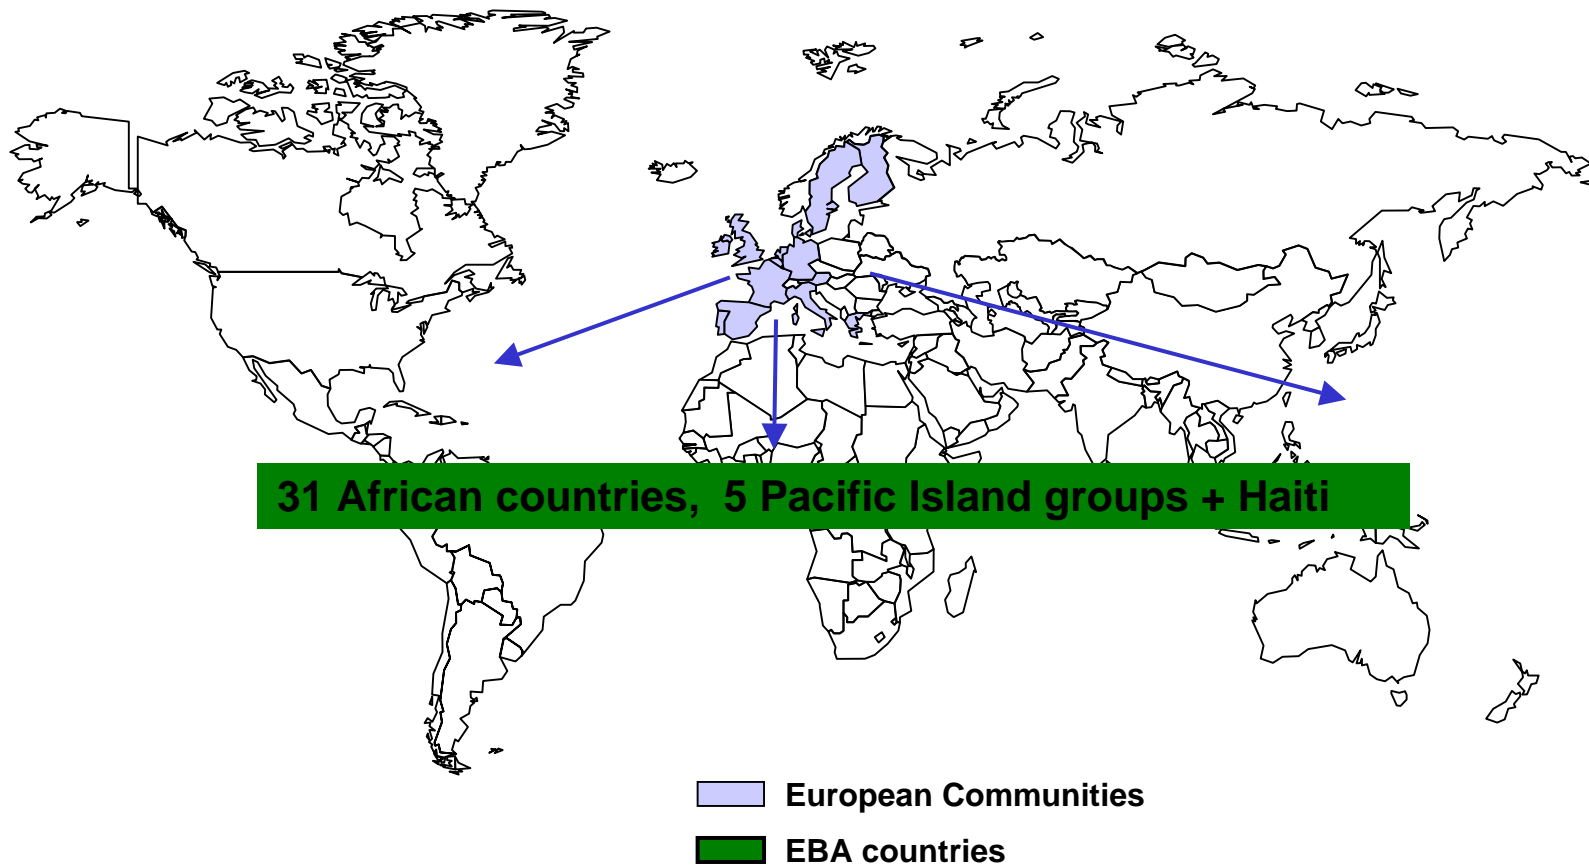 31 African countries,  5 Pacific Island groups + Haiti
European Communities
EBA countries